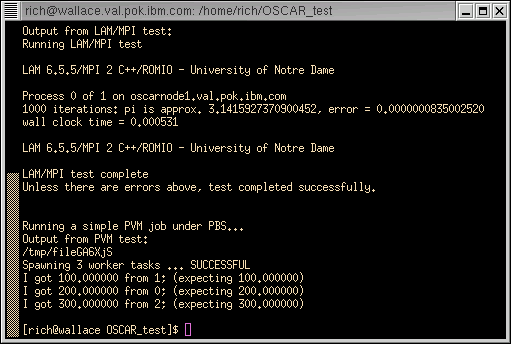 rich@wallace.val.pok.ibm.com: /home/rich/OSCAR_test
Output from LAM/MPI test:
Running LAM/MPI test
LAM 6.5.5/MPI 2 C++/ROMIO - University of Notre Dame
Process 0 of 1 on oscarnode1.val.pok.ibm.com
1000 iterations: pi is approx. 3.1415927370900452, error = 0.0000000835002520
wall clock time = 0.000531
LAM 6.5.5/MPI 2 C++/ROMIO - University of Notre Dame
LAM/MPI test complete
Unless there are errors above, test completed successfully.
Running a simple PVM job under PBS...
Output from PVM test:
/tmp/fileGA6XjS
Spawning 3 worker tasks ... SUCCESSFUL
I got 100.000000 from 1; (expecting 100.000000)
I got 200.000000 from 0; (expecting 200.000000)
I got 300.000000 from 2; (expecting 300.000000)
[rich@wallace OSCAR_test]$